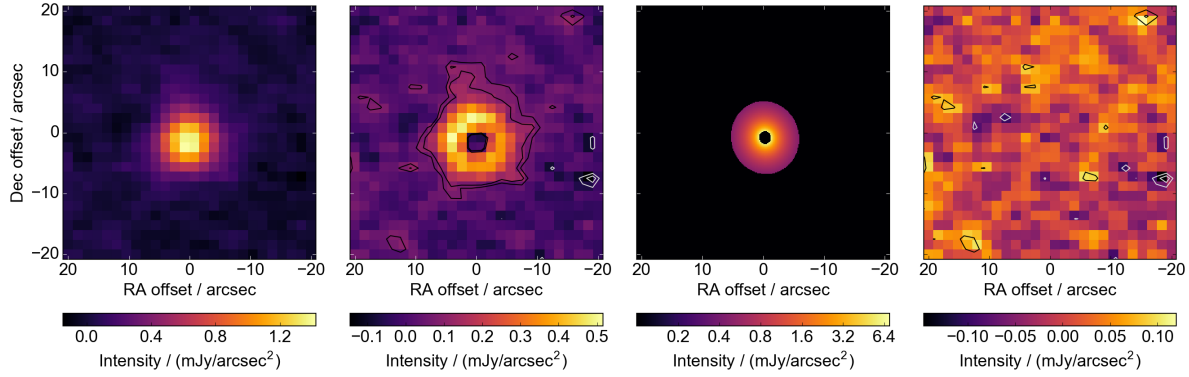 20
10
0
−10
−20
Dec offset / arcsec
20 10 0 −10 −20
20 10 0 −10 −20
20 10 0 −10 −20
20 10 0 −10 −20
RA offset / arcsec
RA offset / arcsec
RA offset / arcsec
RA offset / arcsec
0.0 0.4 0.8 1.2
−0.1 0.0 0.1 0.2 0.3 0.4 0.5
0.2 0.4 0.8 1.6 3.2 6.4
−0.10 −0.05 0.00 0.05 0.10
Intensity / (mJy/arcsec²)
Intensity / (mJy/arcsec²)
Intensity / (mJy/arcsec²)
Intensity / (mJy/arcsec²)